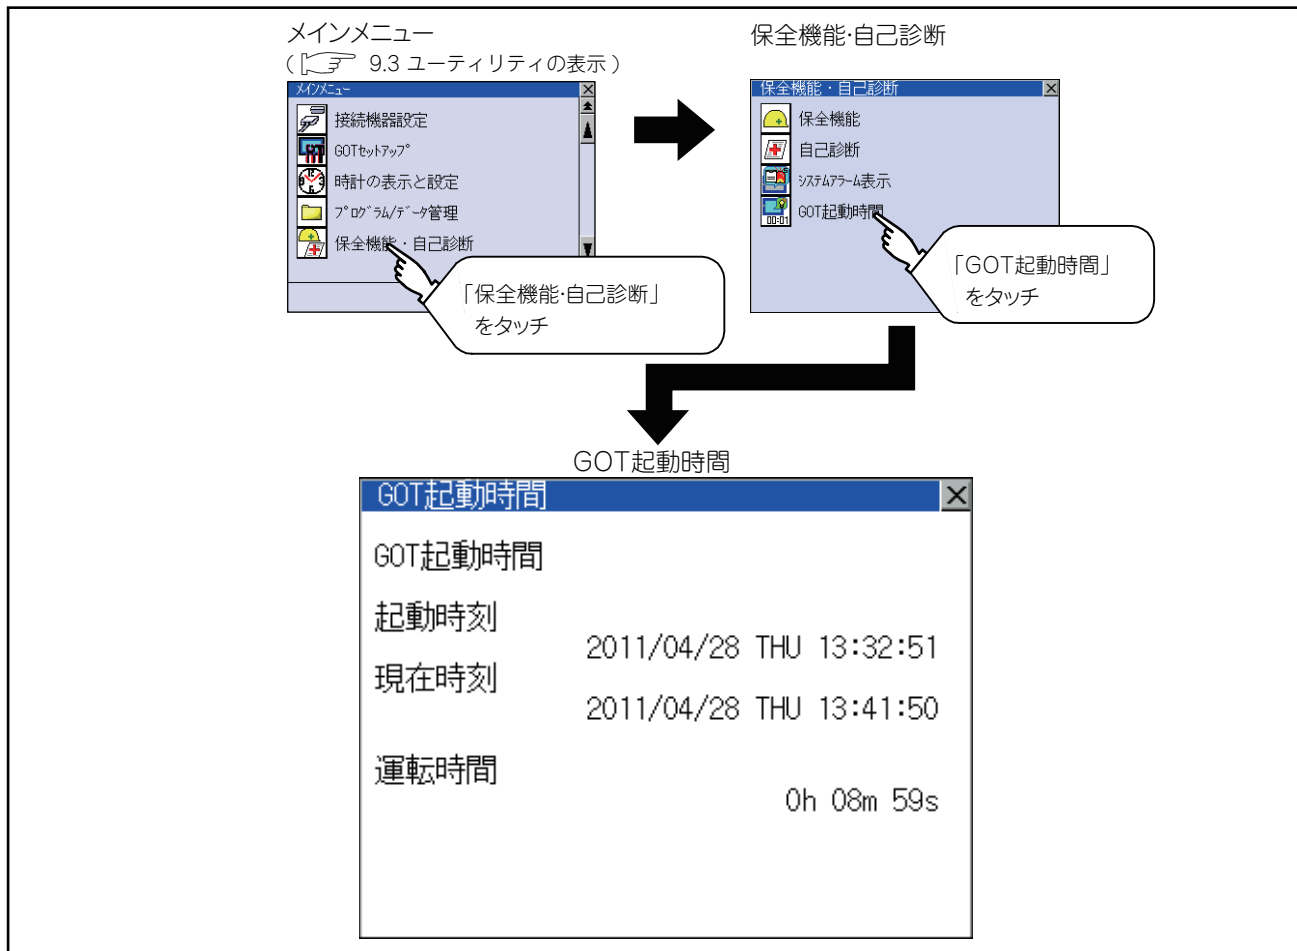 メインメニュー
( 9.3 ユーティリティの表示 )
メインメニュー
接続機器設定
GOTセットアップ
時計の表示と設定
プログラム/データ管理
保全機能・自己診断
「保全機能・自己診断」
をタッチ
保全機能・自己診断
保全機能・自己診断
保全機能
自己診断
システムアラーム表示
00:01
GOT起動時間
「GOT起動時間」
をタッチ
GOT起動時間
GOT起動時間
GOT起動時間
起動時刻
2011/04/28 THU 13:32:51
現在時刻
2011/04/28 THU 13:41:50
運転時間
0h 08m 59s